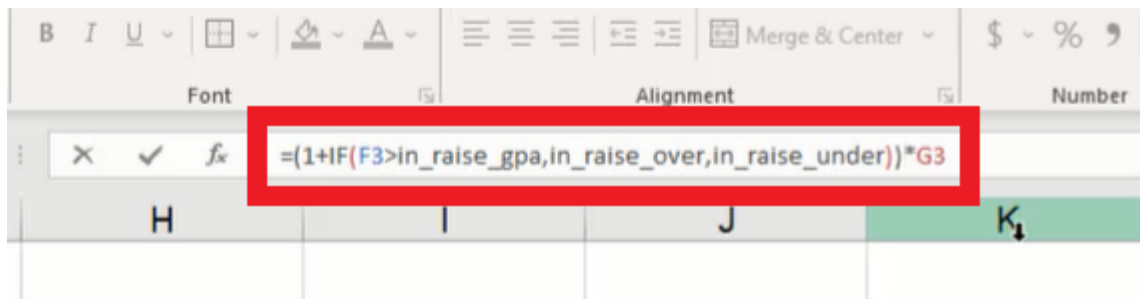 B I U A Merge & Center $ % 9
Font Alignment Number
fx =(1+IF(F3>in_raise_gpa,in_raise_over,in_raise_under))*G3
H I J K